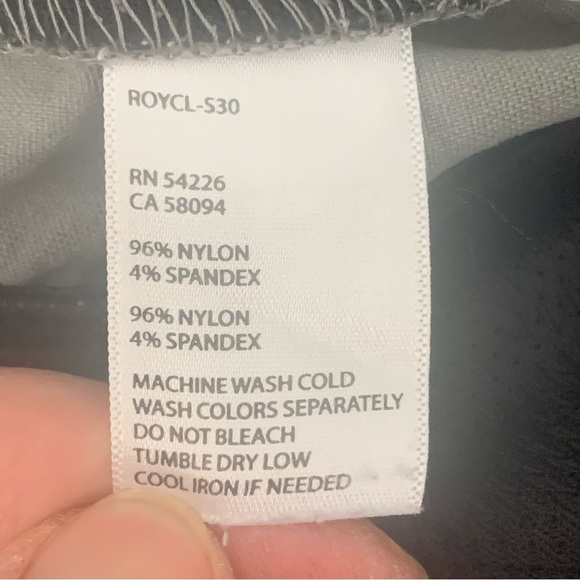 ROYCL-S30
RN 54226
CA 58094
96% NYLON
4% SPANDEX
96% NYLON
4% SPANDEX
MACHINE WASH COLD
WASH COLORS SEPARATELY
DO NOT BLEACH
TUMBLE DRY LOW
COOL IRON IF NEEDED